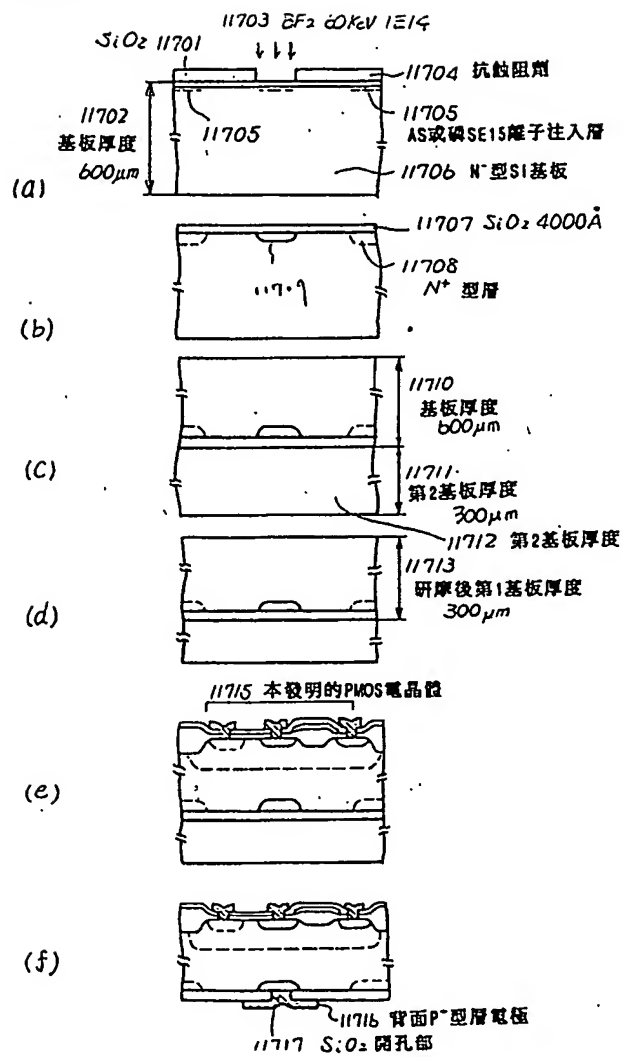 11703 BF2 60KeV 1E14
SiO2 11701
11704 抗蝕阻劑
11702
基板厚度
600μm
11705
11705
AS或磷5E15離子注入層
11706 N⁻型SI基板
(a)
11707 SiO2 4000Å
11708
N⁺型層
11709
(b)
11710
基板厚度
600μm
(c)
11711
第2基板厚度
300μm
11712 第2基板厚度
11713
研磨後第1基板厚度
300μm
(d)
11715 本發明的PMOS電晶體
(e)
(f)
11716 背面P⁺型層電極
11717 SiO2開孔部